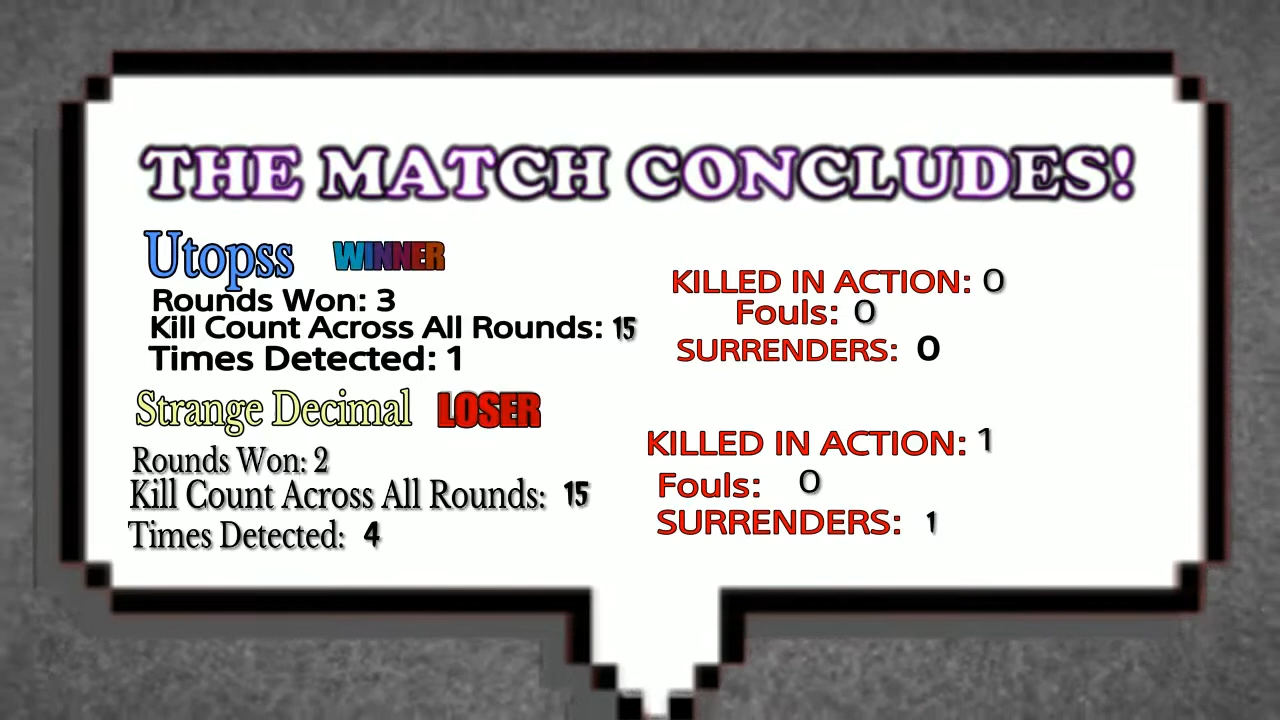 THE MATCH CONCLUDES!
Utopss WINNER
Rounds Won: 3
Kill Count Across All Rounds: 15
Times Detected: 1
KILLED IN ACTION: 0
Fouls: 0
SURRENDERS: 0
Strange Decimal LOSER
Rounds Won: 2
Kill Count Across All Rounds: 15
Times Detected: 4
KILLED IN ACTION: 1
Fouls: 0
SURRENDERS: 1